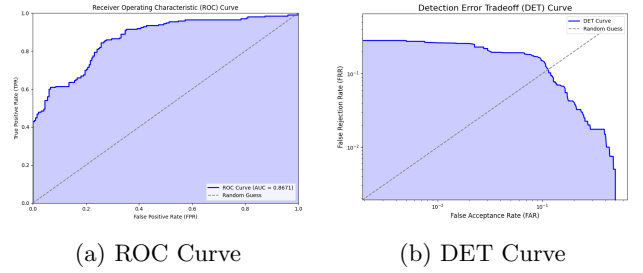 Receiver Operating Characteristic (ROC) Curve
True Positive Rate (TPR)
1.0
0.8
0.6
0.4
0.2
0.0
0.0 0.2 0.4 0.6 0.8 1.0
False Positive Rate (FPR)
ROC Curve (AUC = 0.8671)
Random Guess
(a) ROC Curve
Detection Error Tradeoff (DET) Curve
False Rejection Rate (FRR)
10⁻¹
10⁻²
10⁻² 10⁻¹
False Acceptance Rate (FAR)
DET Curve
Random Guess
(b) DET Curve